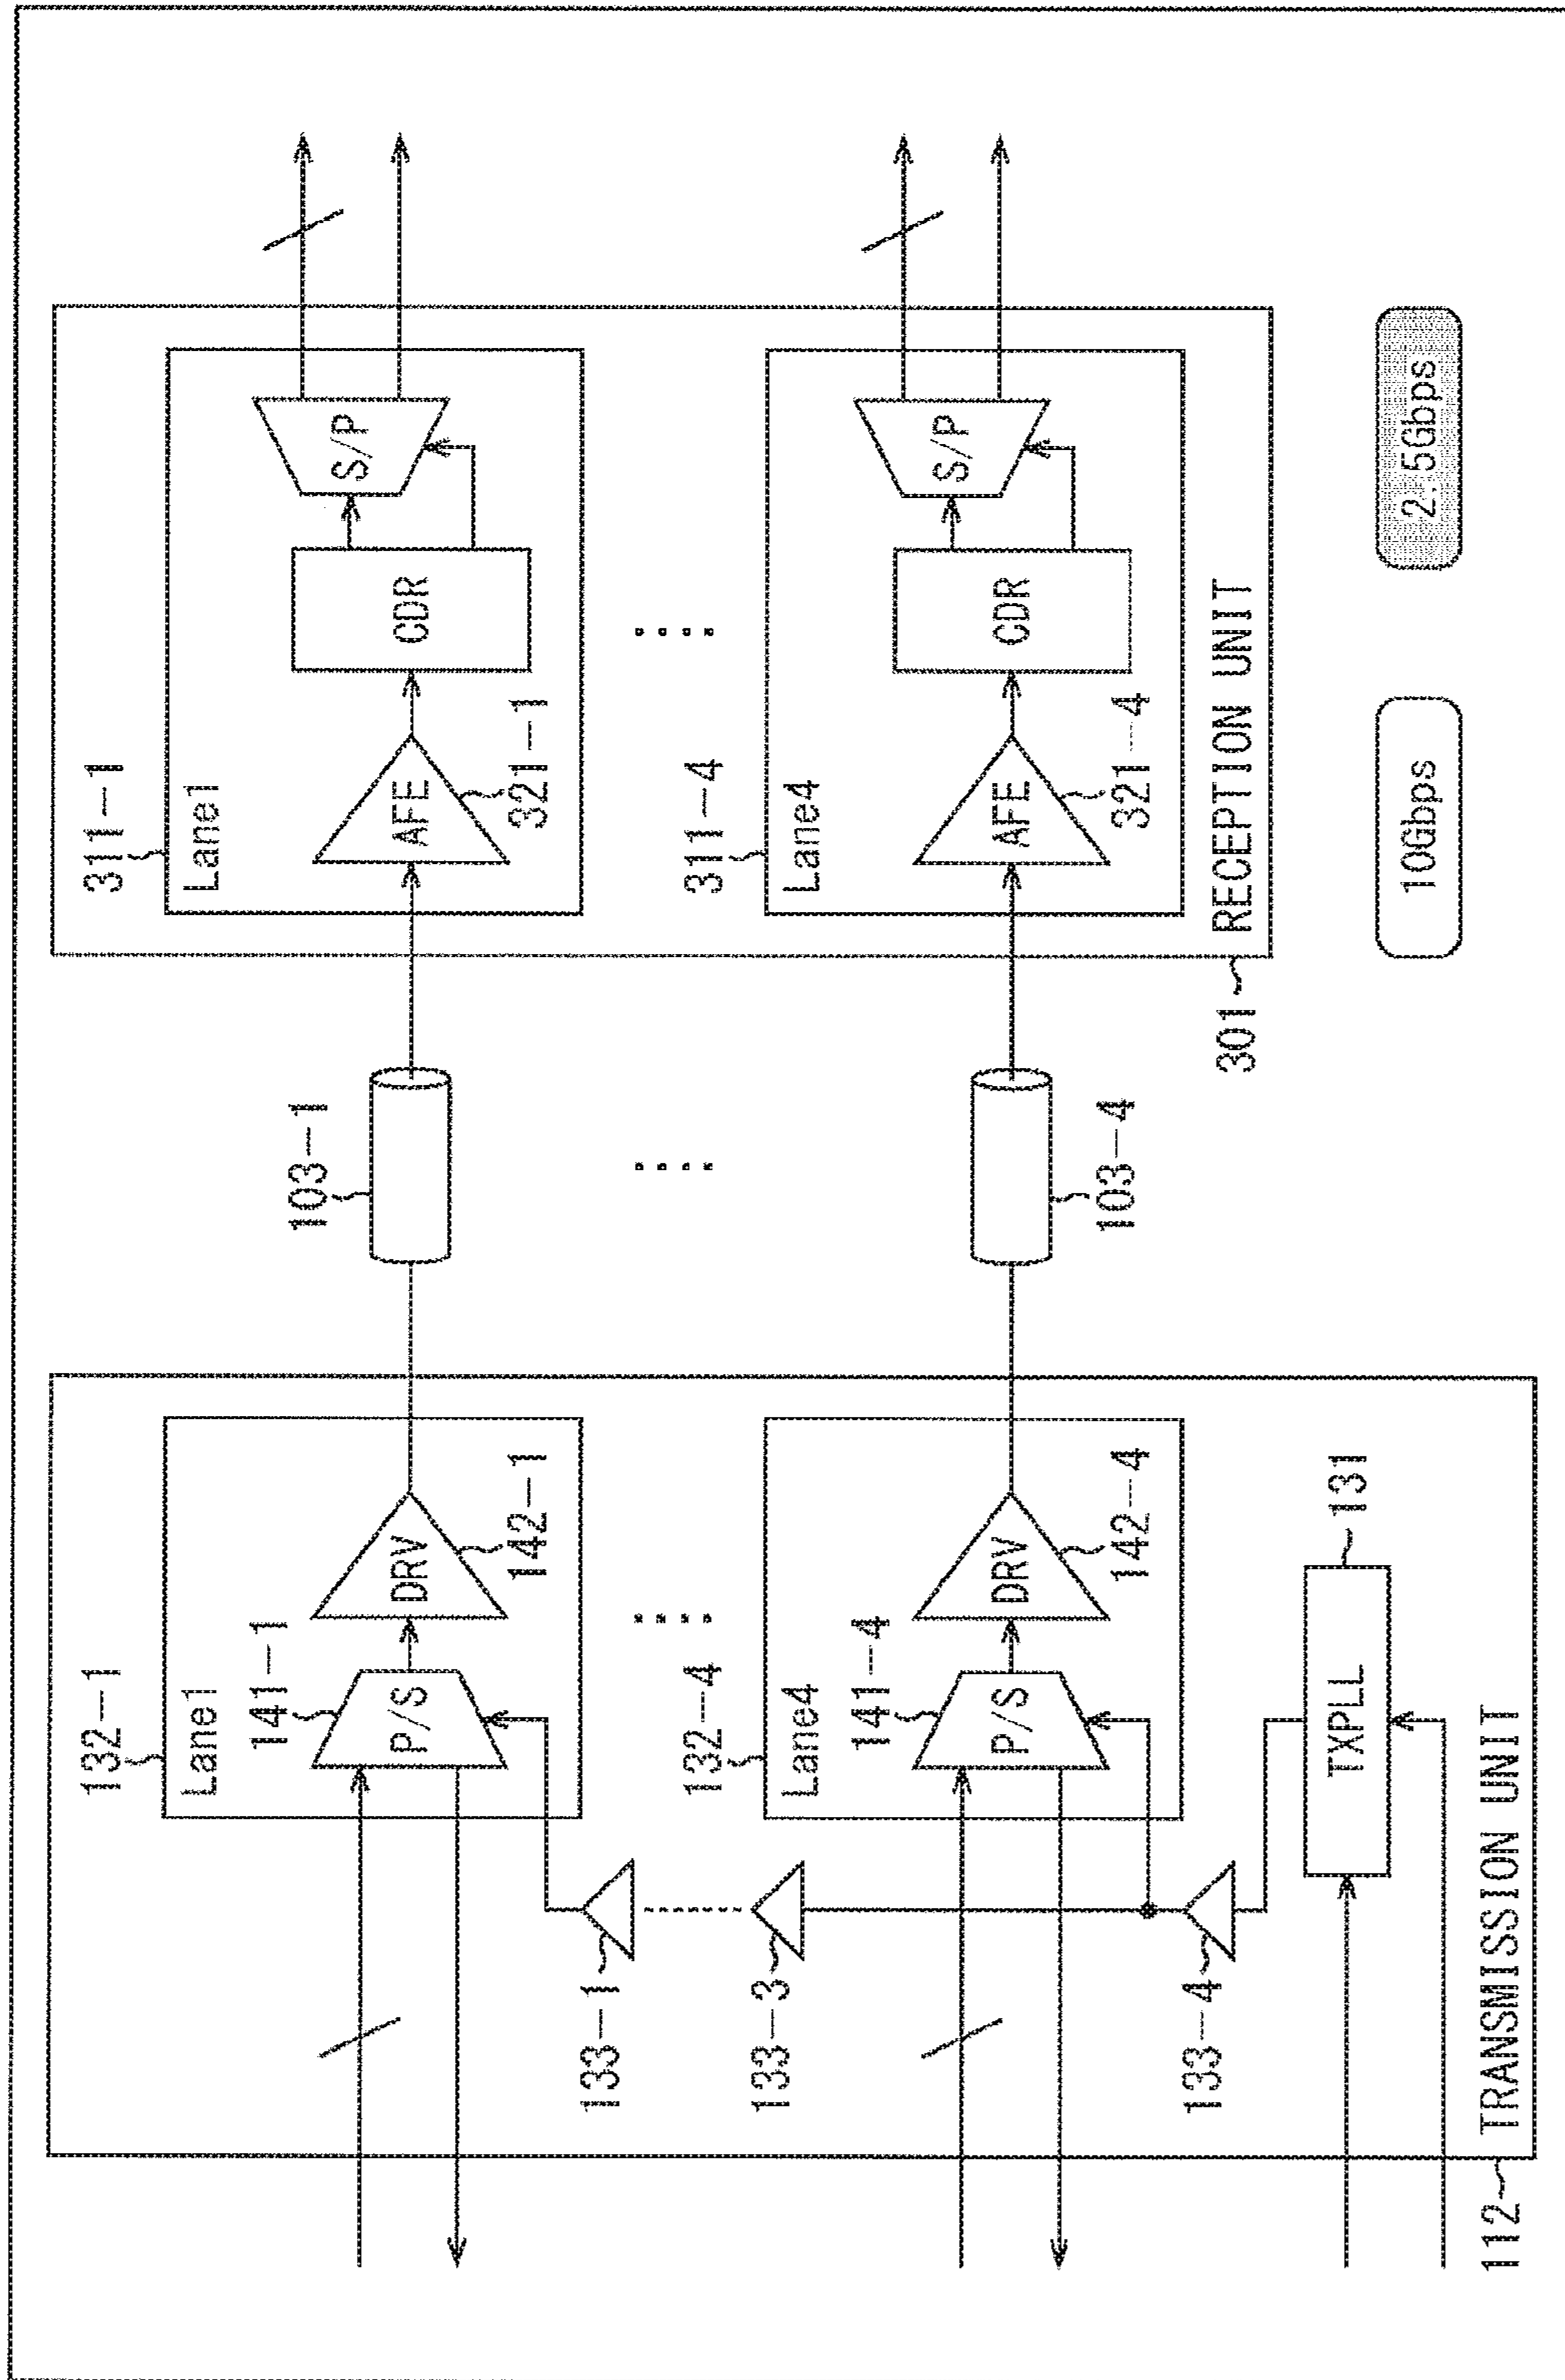 132-1
Lane1
141-1
P/S
DRV
142-1
103-1
311-1
Lane1
AFE
321-1
CDR
S/P
133-1
....
....
....
133-3
132-4
Lane4
141-4
P/S
DRV
142-4
103-4
311-4
Lane4
AFE
321-4
CDR
S/P
133-4
TXPLL
131
301
RECEPTION UNIT
112
TRANSMISSION UNIT
10Gbps
2.5Gbps